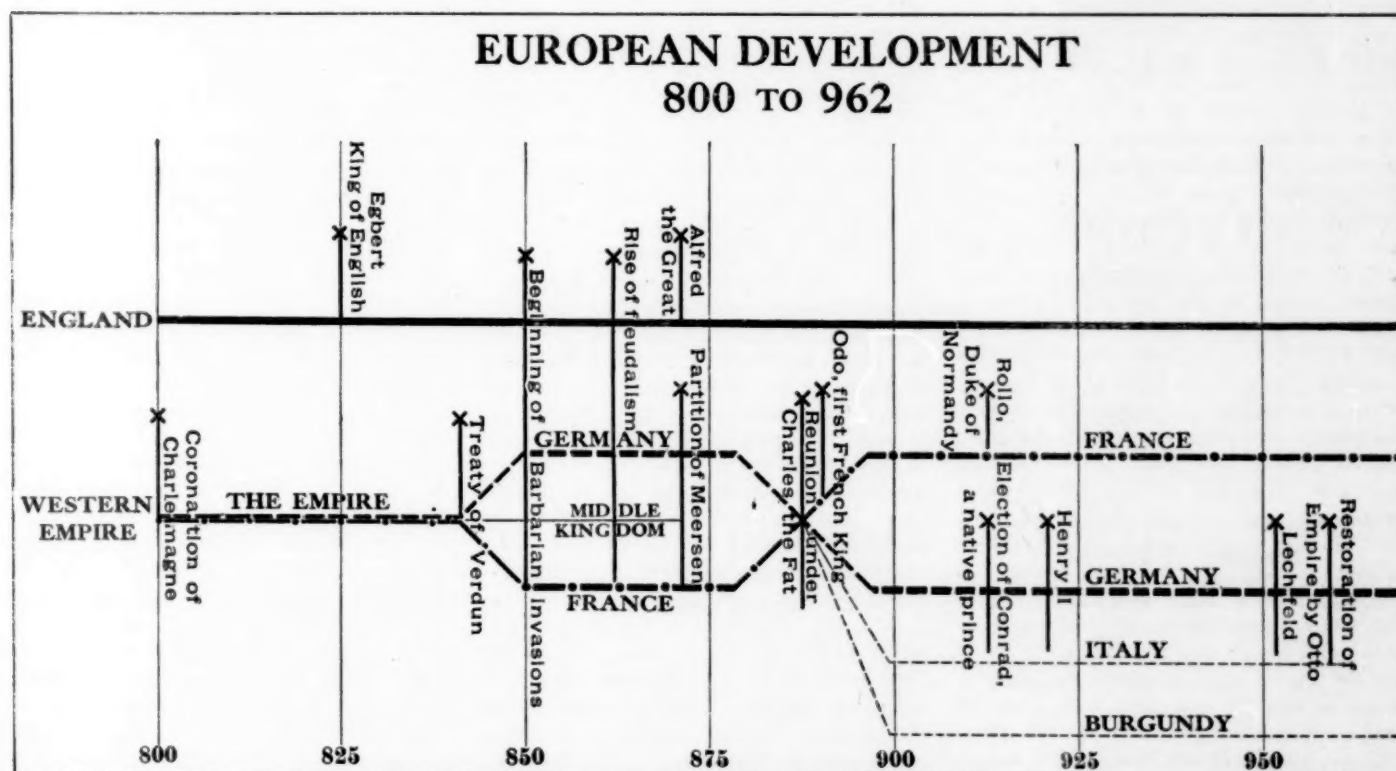 EUROPEAN DEVELOPMENT
800 TO 962
Egbert
King of English
Beginning of Barbarian Invasions
Rise of feudalism
Alfred
the Great
ENGLAND
Coronation of
Charlemagne
Treaty of Verdun
Partition of Meersen
Reunion under
Charles the Fat
Odo, first French King
Rollo,
Duke of
Normandy
Election of Conrad,
a native prince
Henry I
Lechfeld
Restoration of
Empire by Otto
WESTERN
EMPIRE
THE EMPIRE
GERMANY
MIDDLE
KINGDOM
FRANCE
FRANCE
GERMANY
ITALY
BURGUNDY
800 825 850 875 900 925 950